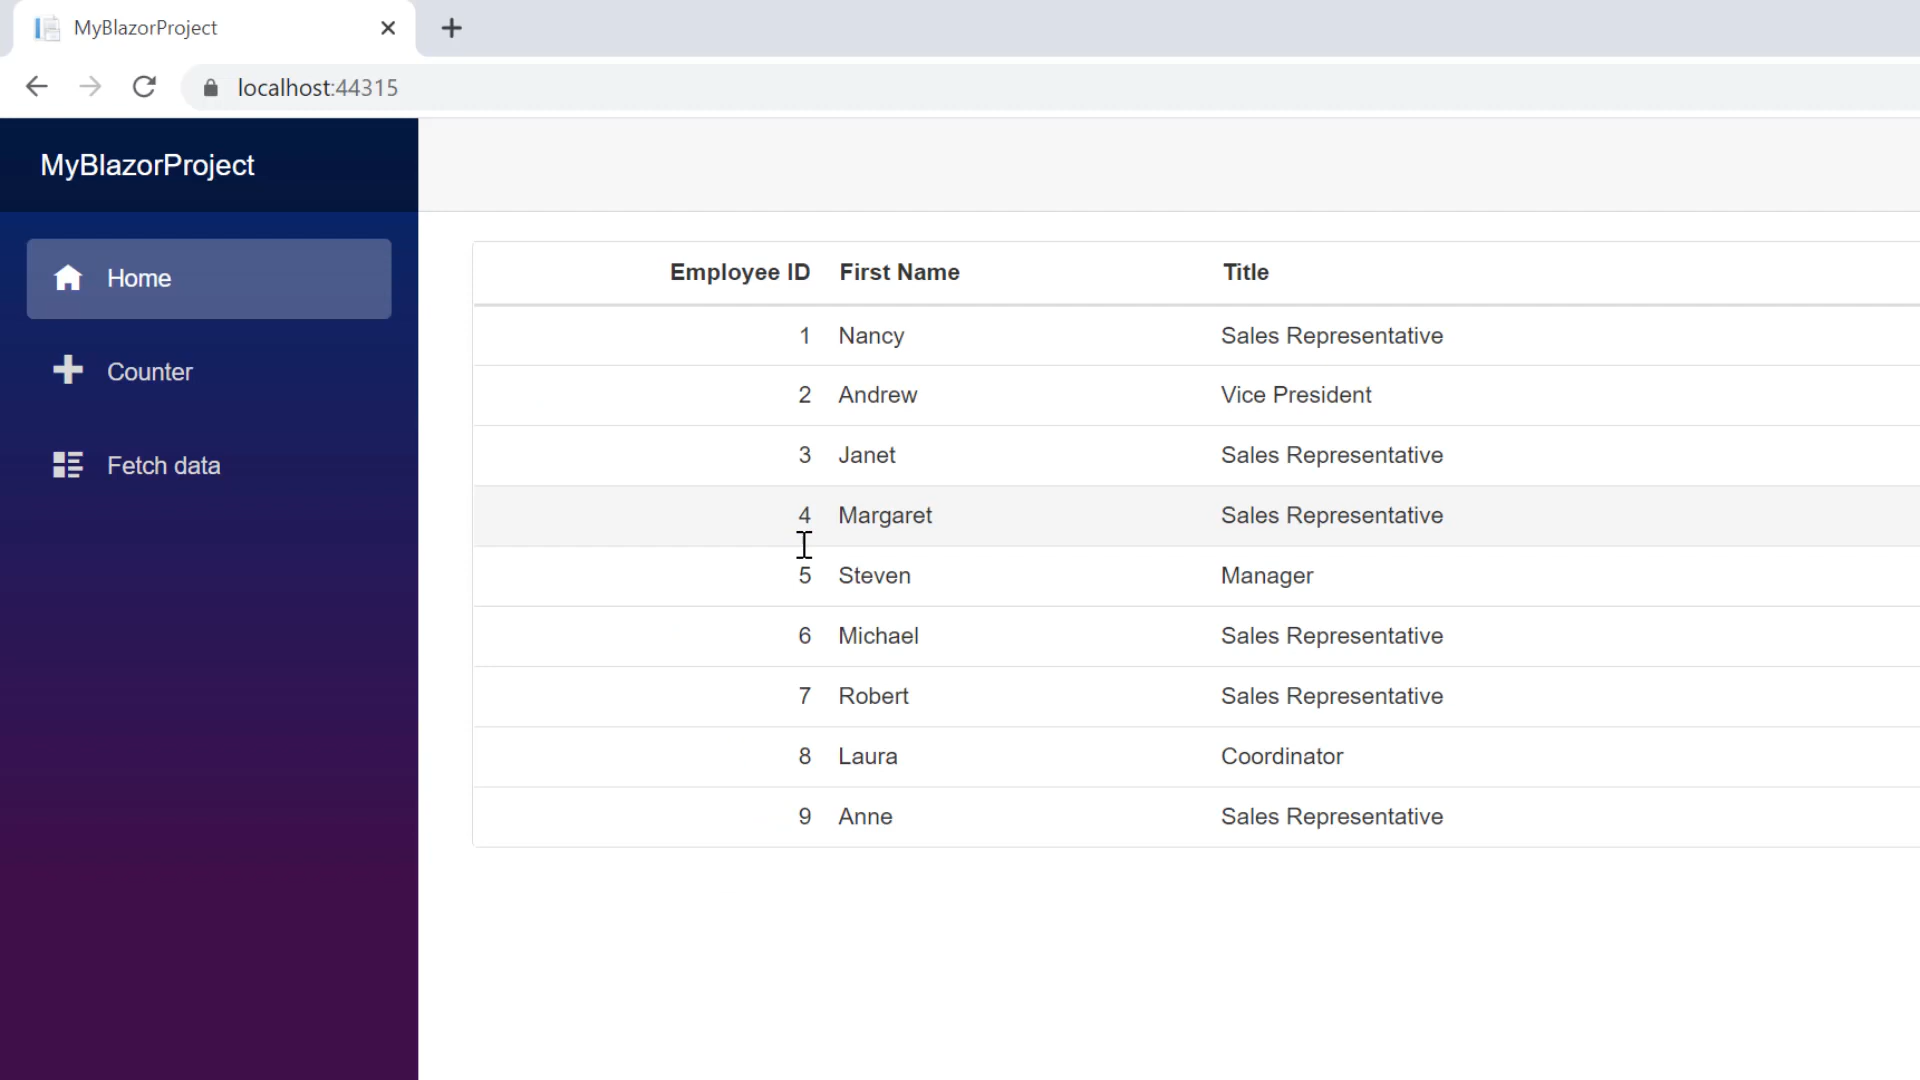 MyBlazorProject
localhost:44315
MyBlazorProject
Home
Counter
Fetch data
Employee ID First Name Title
1 Nancy Sales Representative
2 Andrew Vice President
3 Janet Sales Representative
4 Margaret Sales Representative
5 Steven Manager
6 Michael Sales Representative
7 Robert Sales Representative
8 Laura Coordinator
9 Anne Sales Representative